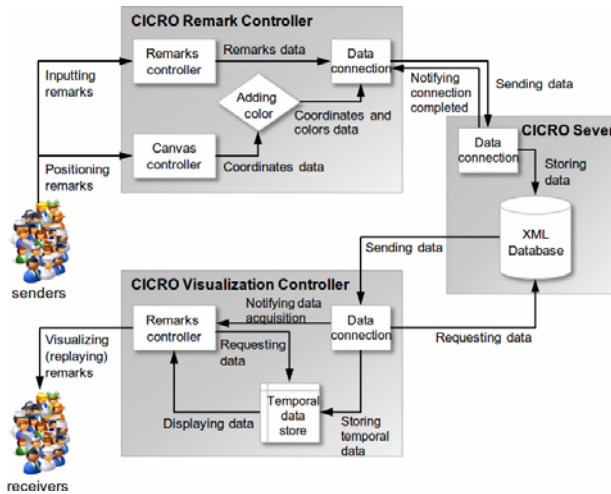 CICRO Remark Controller
Remarks
controller
Remarks data
Data
connection
Inputting
remarks
Adding
color
Notifying
connection
completed
Sending data
Coordinates and
colors data
Canvas
controller
Coordinates data
Positioning
remarks
senders
CICRO Sever
Data
connection
Storing
data
XML
Database
Sending data
Requesting data
CICRO Visualization Controller
Notifying data
acquisition
Remarks
controller
Data
connection
Requesting
data
Visualizing
(replaying)
remarks
Displaying data
Temporal
data
store
Storing
temporal
data
receivers